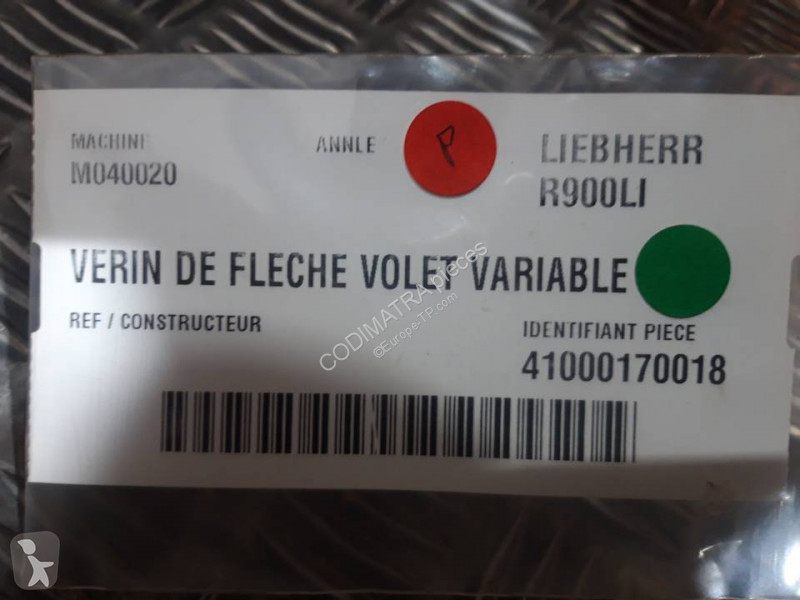 MACHINE
ANNLE
P
LIEBHERR
M040020
R900LI
VERIN DE FLECHE VOLET VARIABLE
REF / CONSTRUCTEUR
IDENTIFIANT PIECE
41000170018
CODIMATRA pieces
©Europe-TP.com